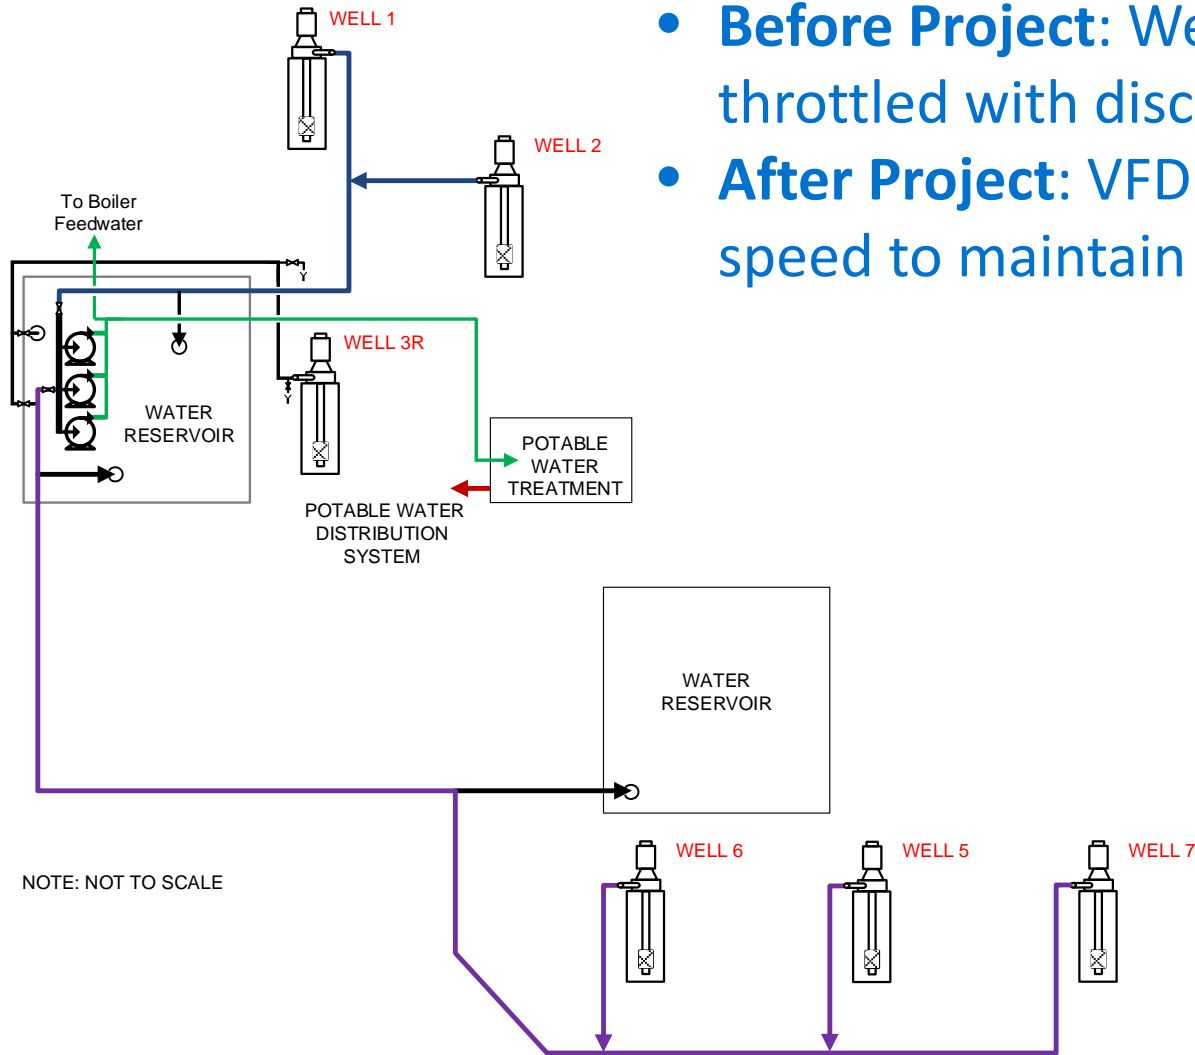 WELL 1
• Before Project: We
throttled with disc
• After Project: VFD
speed to maintain
WELL 2
To Boiler
Feedwater
WELL 3R
WATER
RESERVOIR
POTABLE
WATER
TREATMENT
POTABLE WATER
DISTRIBUTION
SYSTEM
WATER
RESERVOIR
WELL 6
WELL 5
WELL 7
NOTE: NOT TO SCALE